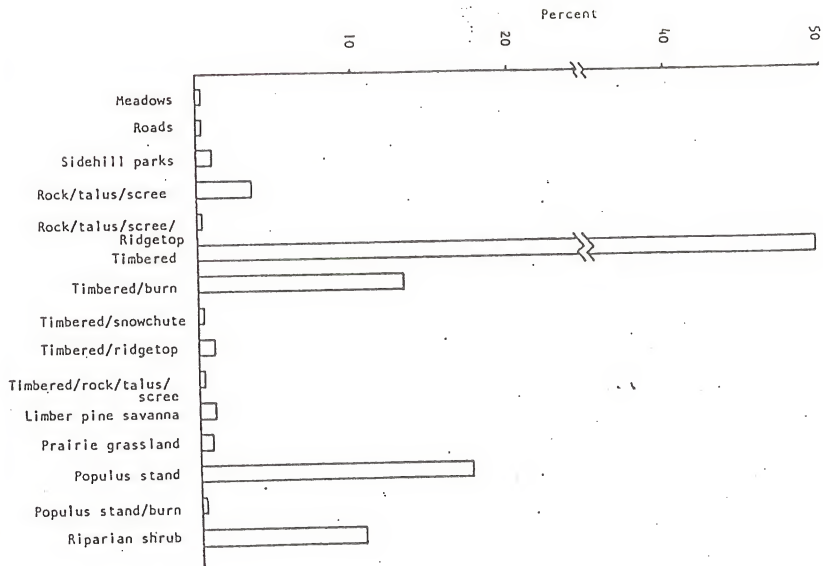 Percent
10
20
40
50
Meadows
Roads
Sidehill parks
Rock/talus/scree
Rock/talus/scree/
Ridgetop
Timbered
Timbered/burn
Timbered/snowchute
Timbered/ridgetop
Timbered/rock/talus/
scree
Limber pine savanna
Prairie grassland
Populus stand
Populus stand/burn
Riparian shrub